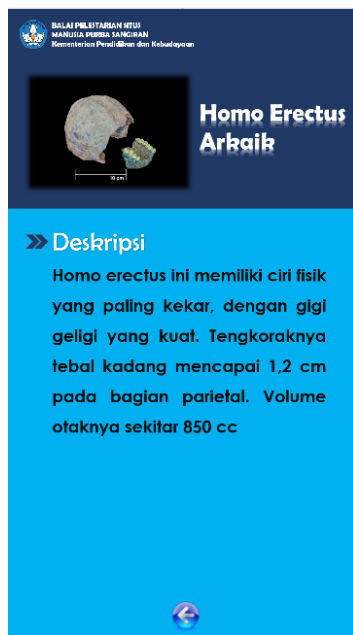 BALAI PELESTARIAN SITUS
MANUSIA PURBA SANGIRAN
Kementerian Pendidikan dan Kebudayaan
10 cm
Homo Erectus
Arkaik
Deskripsi
Homo erectus ini memiliki ciri fisik
yang paling kekar, dengan gigi
geligi yang kuat. Tengkoraknya
tebal kadang mencapai 1,2 cm
pada bagian parietal. Volume
otaknya sekitar 850 cc